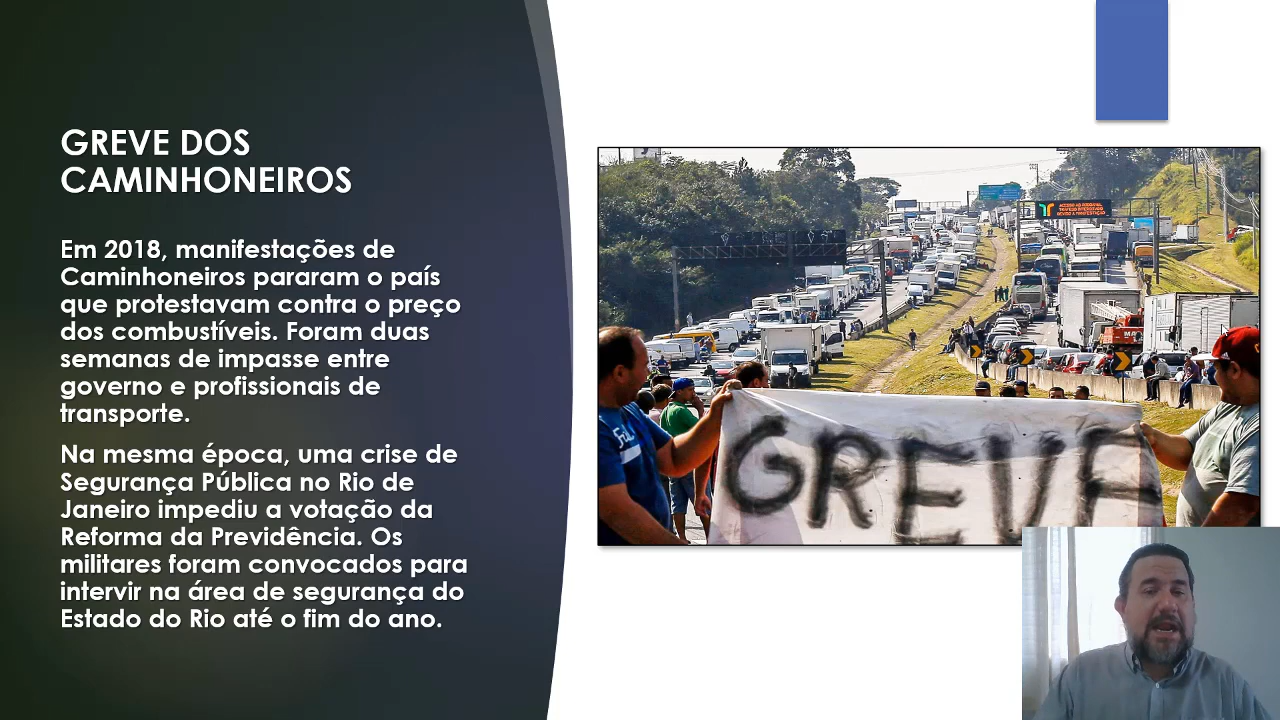 GREVE DOS
CAMINHONEIROS
Em 2018, manifestações de
Caminhoneiros pararam o país
que protestavam contra o preço
dos combustíveis. Foram duas
semanas de impasse entre
governo e profissionais de
transporte.
Na mesma época, uma crise de
Segurança Pública no Rio de
Janeiro impediu a votação da
Reforma da Previdência. Os
militares foram convocados para
intervir na área de segurança do
Estado do Rio até o fim do ano.
GREVE